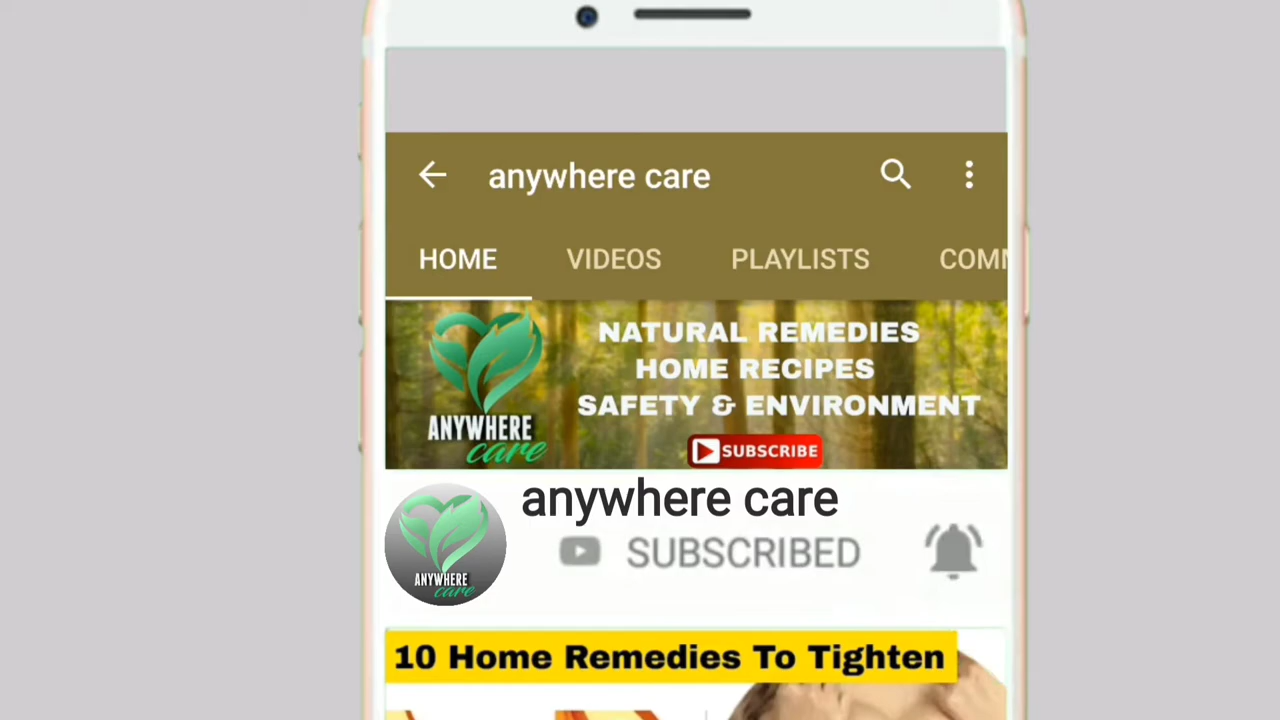 anywhere care
HOME VIDEOS PLAYLISTS COMM
NATURAL REMEDIES
HOME RECIPES
SAFETY & ENVIRONMENT
ANYWHERE
care
SUBSCRIBE
anywhere care
SUBSCRIBED
ANYWHERE
care
10 Home Remedies To Tighten